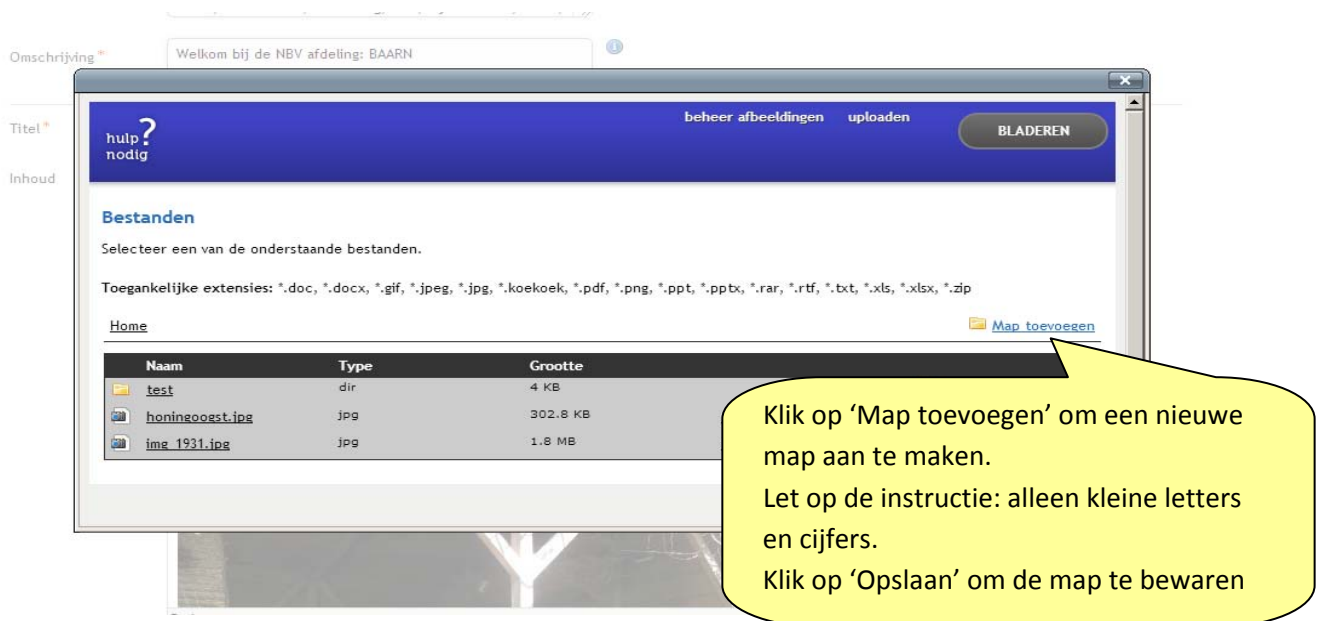 Omschrijving *
Welkom bij de NBV afdeling: BAARN
Titel *
Inhoud
hulp?
nodig
beheer afbeeldingen uploaden BLADEREN
Bestanden
Selecteer een van de onderstaande bestanden.
Toegankelijke extensies: *.doc, *.docx, *.gif, *.jpeg, *.jpg, *.koekoek, *.pdf, *.png, *.ppt, *.pptx, *.rar, *.rtf, *.txt, *.xls, *.xlsx, *.zip
Home Map toevoegen
Naam Type Grootte
test dir 4 KB
honingoogst.jpg jpg 302.8 KB
img_1931.jpg jpg 1.8 MB
Klik op ‘Map toevoegen’ om een nieuwe
map aan te maken.
Let op de instructie: alleen kleine letters
en cijfers.
Klik op ‘Opslaan’ om de map te bewaren